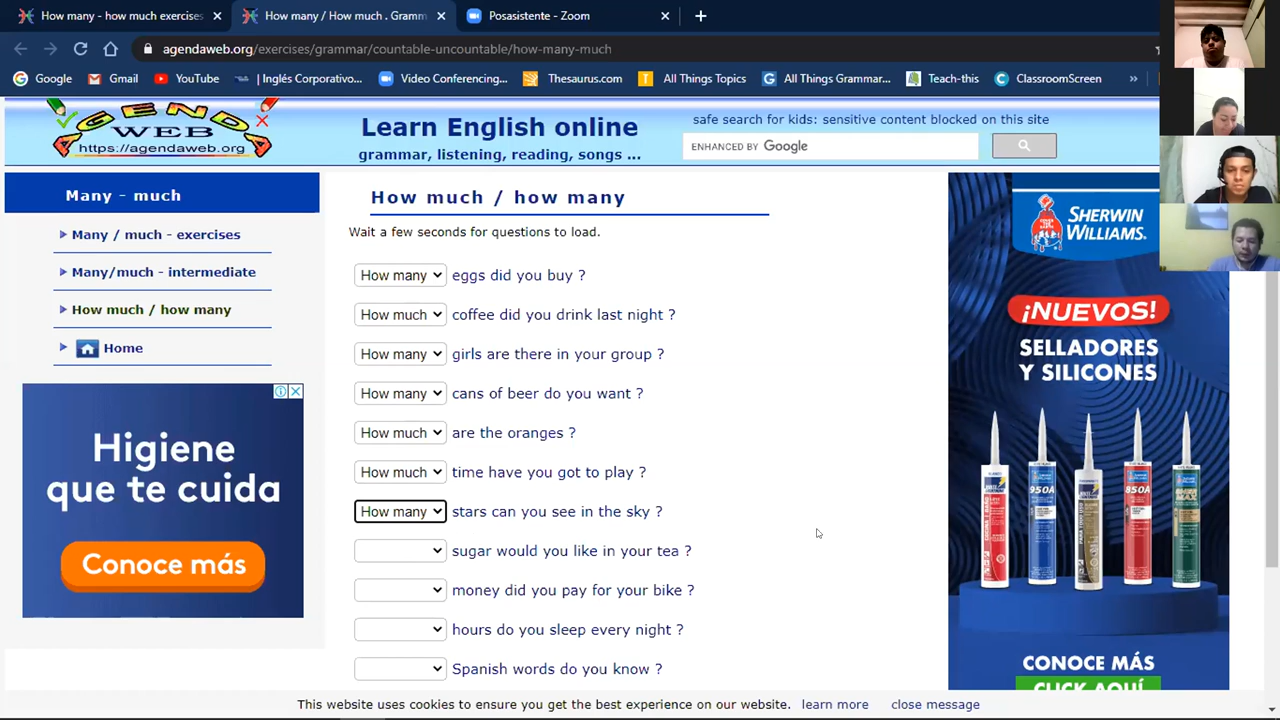 How many - how much exercises
How many / How much . Gramm
Posasistente - Zoom
agendaweb.org/exercises/grammar/countable-uncountable/how-many-much
Google
Gmail
YouTube
| Inglés Corporativo...
Video Conferencing...
Thesaurus.com
All Things Topics
All Things Grammar...
Teach-this
ClassroomScreen
»
AGENDA
WEB
https://agendaweb.org
Learn English online
grammar, listening, reading, songs ...
safe search for kids: sensitive content blocked on this site
ENHANCED BY Google
Many - much
Many / much - exercises
Many/much - intermediate
How much / how many
Home
Higiene
que te cuida
Conoce más
How much / how many
Wait a few seconds for questions to load.
How many eggs did you buy ?
How much coffee did you drink last night ?
How many girls are there in your group ?
How many cans of beer do you want ?
How much are the oranges ?
How much time have you got to play ?
How many stars can you see in the sky ?
sugar would you like in your tea ?
money did you pay for your bike ?
hours do you sleep every night ?
Spanish words do you know ?
SHERWIN
WILLIAMS.
¡NUEVOS!
SELLADORES
Y SILICONES
950A
850A
CONOCE MÁS
CLICK AQUÍ
This website uses cookies to ensure you get the best experience on our website.
learn more
close message